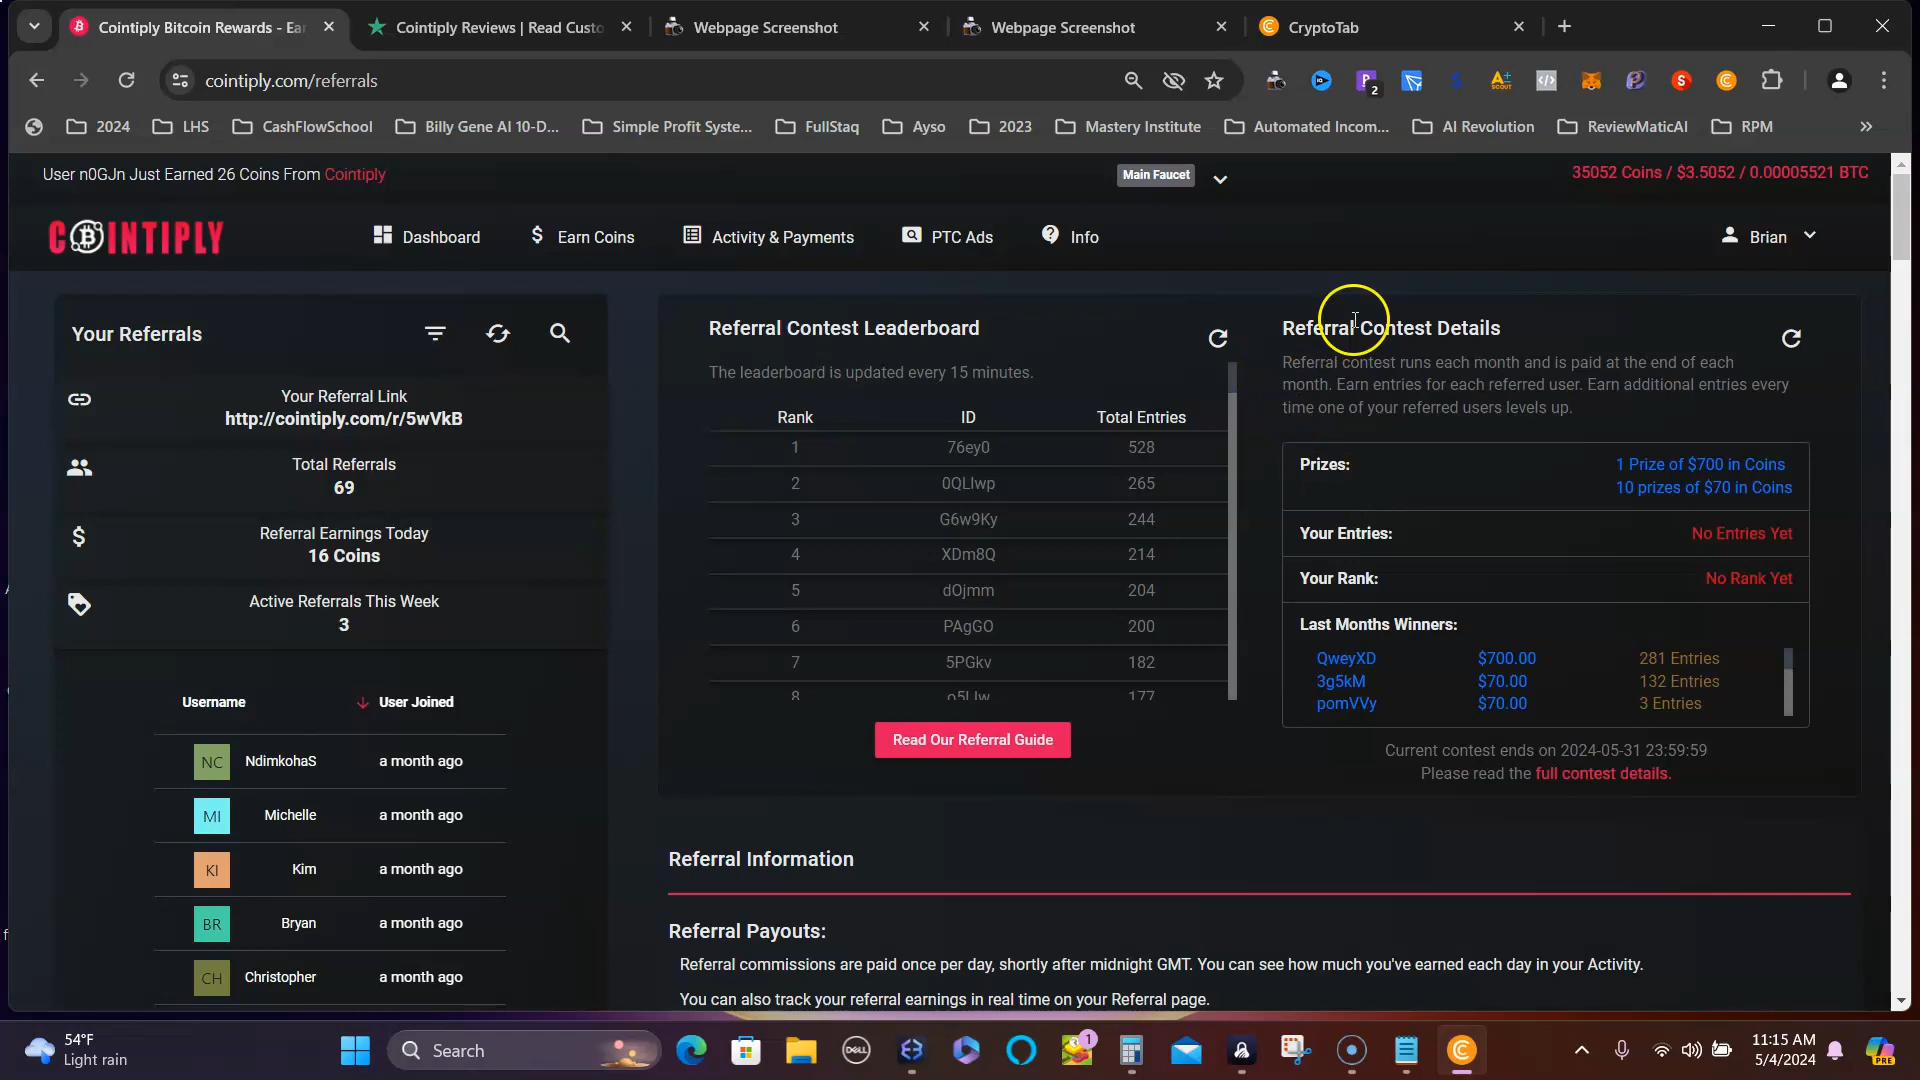 Cointiply Bitcoin Rewards - Ear
Cointiply Reviews | Read Custo
Webpage Screenshot
Webpage Screenshot
CryptoTab
cointiply.com/referrals
2
A+
SCOUT
S
2024
LHS
CashFlowSchool
Billy Gene AI 10-D...
Simple Profit Syste...
FullStaq
Ayso
2023
Mastery Institute
Automated Incom...
AI Revolution
ReviewMaticAI
RPM
User n0GJn Just Earned 26 Coins From Cointiply
Main Faucet
35052 Coins / $3.5052 / 0.00005521 BTC
COINTIPLY
Dashboard
Earn Coins
Activity & Payments
PTC Ads
Info
Brian
Your Referrals
Your Referral Link
http://cointiply.com/r/5wVkB
Total Referrals
69
Referral Earnings Today
16 Coins
Active Referrals This Week
3
Username User Joined
NC NdimkohaS a month ago
MI Michelle a month ago
KI Kim a month ago
BR Bryan a month ago
CH Christopher a month ago
Referral Contest Leaderboard
The leaderboard is updated every 15 minutes.
Rank ID Total Entries
1 76ey0 528
2 0QLlwp 265
3 G6w9Ky 244
4 XDm8Q 214
5 dOjmm 204
6 PAgGO 200
7 5PGkv 182
8 o5LIw 177
Read Our Referral Guide
Referral Contest Details
Referral contest runs each month and is paid at the end of each
month. Earn entries for each referred user. Earn additional entries every
time one of your referred users levels up.
Prizes: 1 Prize of $700 in Coins
10 prizes of $70 in Coins
Your Entries: No Entries Yet
Your Rank: No Rank Yet
Last Months Winners:
QweyXD $700.00 281 Entries
3g5kM $70.00 132 Entries
pomVVy $70.00 3 Entries
Current contest ends on 2024-05-31 23:59:59
Please read the full contest details.
Referral Information
Referral Payouts:
Referral commissions are paid once per day, shortly after midnight GMT. You can see how much you've earned each day in your Activity.
You can also track your referral earnings in real time on your Referral page.
54°F
Light rain
Search
DELL
1
11:15 AM
5/4/2024
PRE